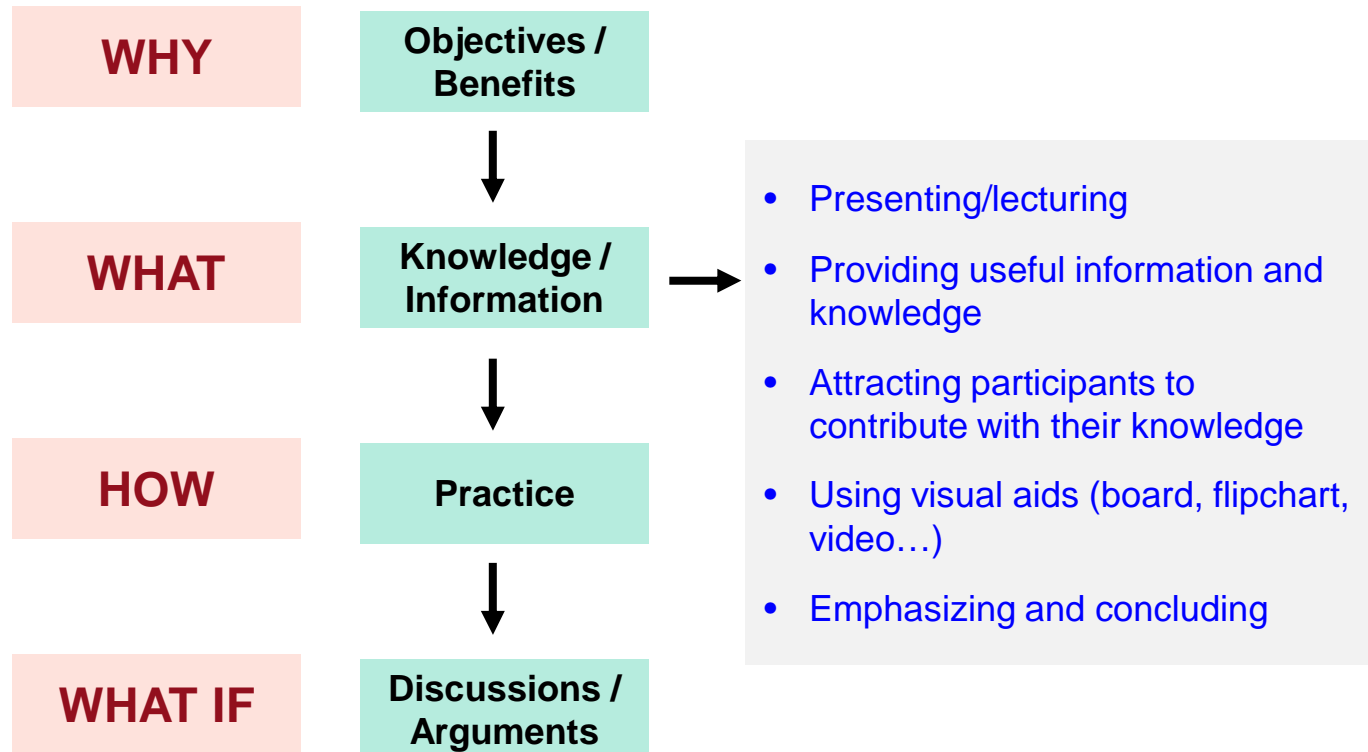 WHY
Objectives /
Benefits
WHAT
Knowledge /
Information
• Presenting/lecturing
• Providing useful information and
knowledge
• Attracting participants to
contribute with their knowledge
• Using visual aids (board, flipchart,
video…)
• Emphasizing and concluding
HOW
Practice
WHAT IF
Discussions /
Arguments